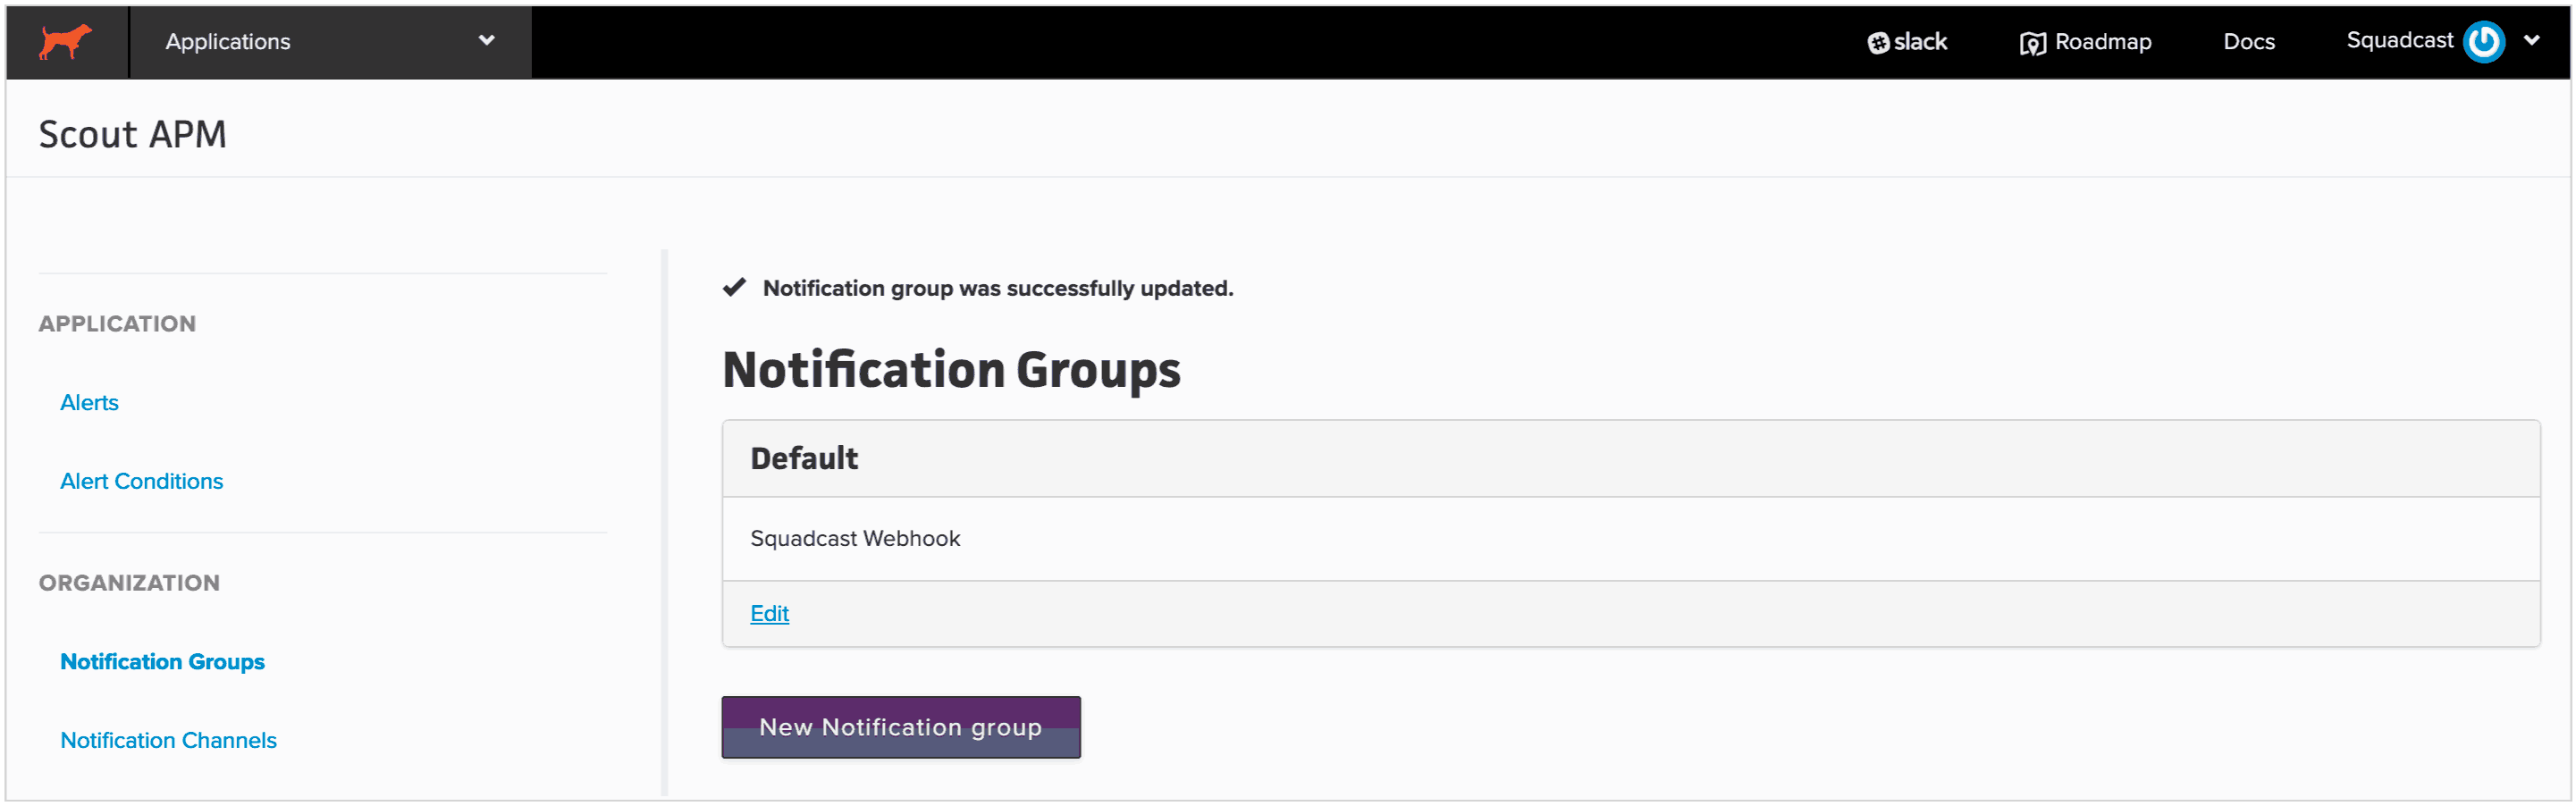 Applications
slack
Roadmap
Docs
Squadcast
Scout APM
APPLICATION
Alerts
Alert Conditions
ORGANIZATION
Notification Groups
Notification Channels
Notification group was successfully updated.
Notification Groups
Default
Squadcast Webhook
Edit
New Notification group